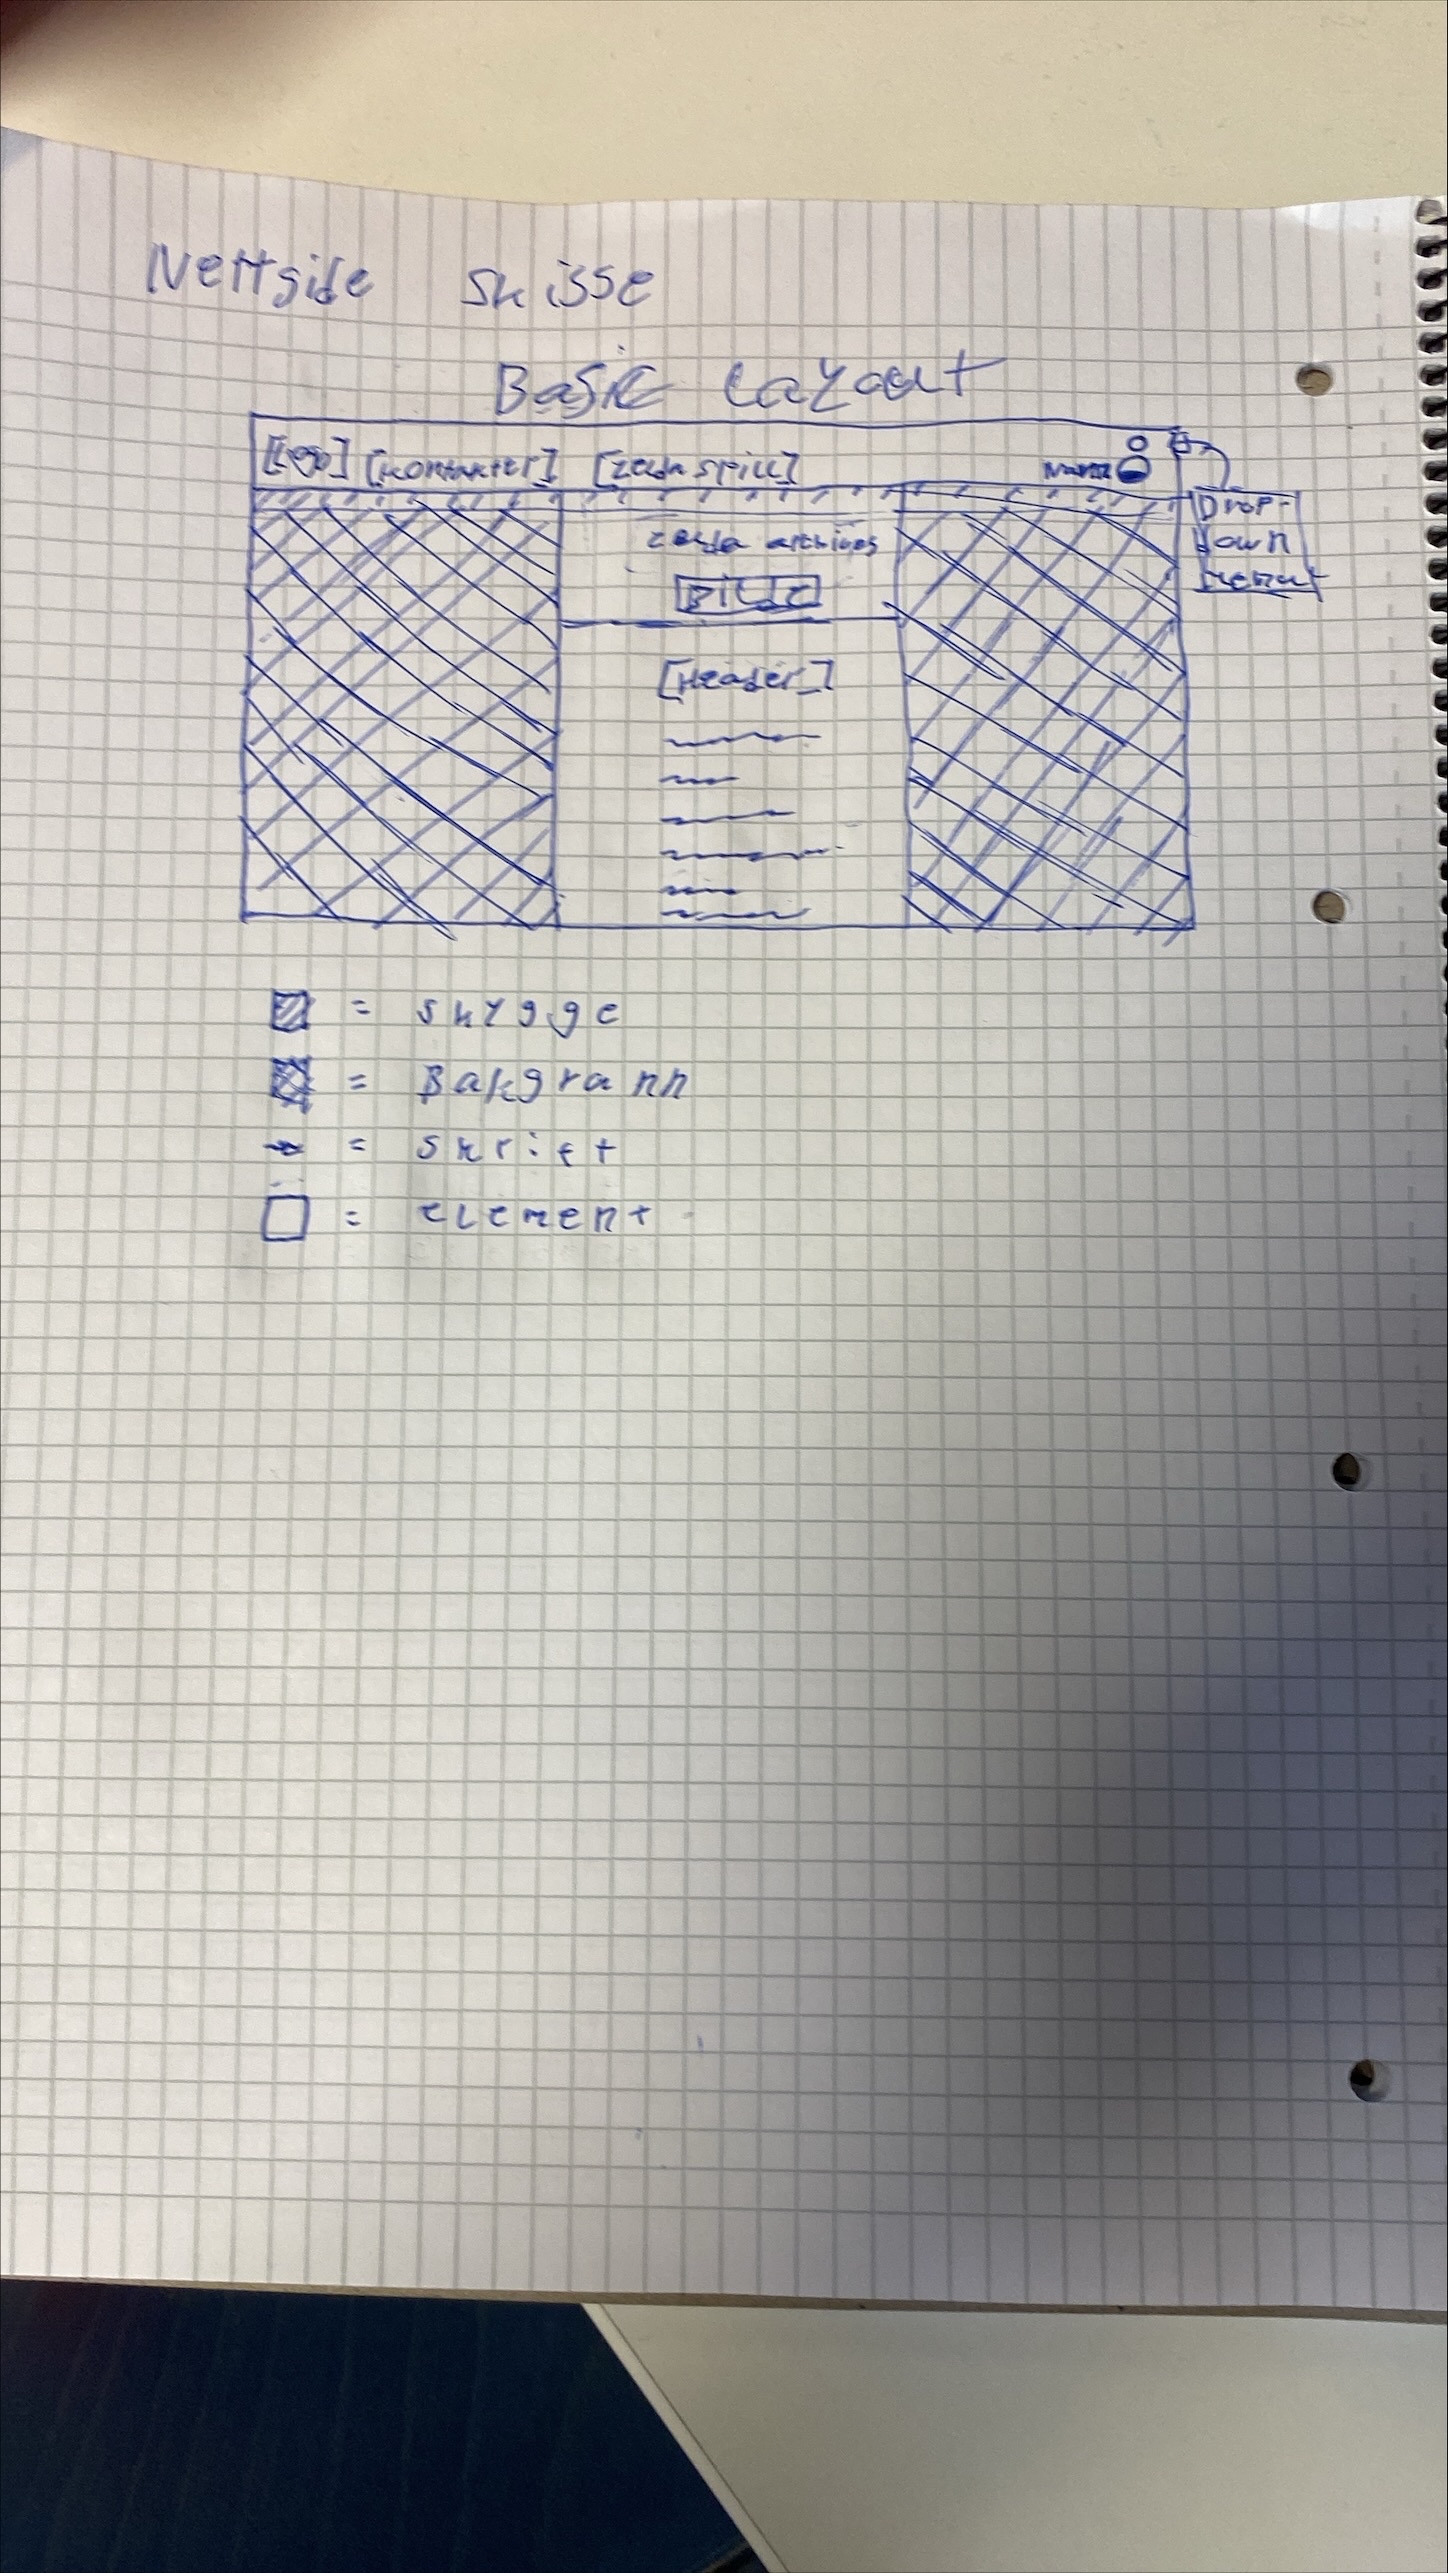 Nettside skisse
Basic Layout
[Logo] [Kontakter] [Zelda spill]
Drop-
down
menu
Zelda archives
Bilde
[Header]
= skygge
= Bakgrunn
= skrift
= element